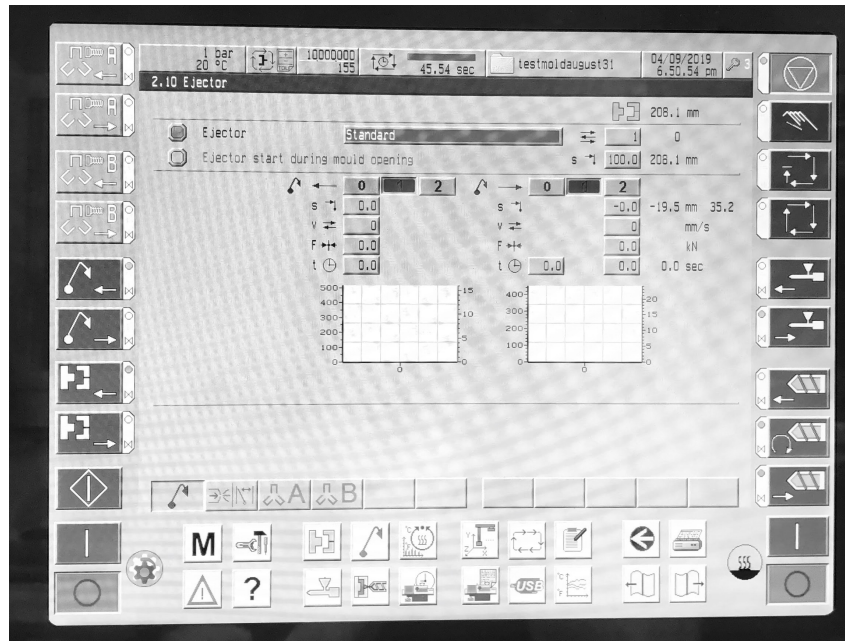 1 bar
20 °C
10000000
155
45.54 sec
testmoldaugust31
04/09/2019
6.50.54 pm
3
2.10 Ejector
208.1 mm
Ejector
Standard
1
0
Ejector start during mould opening
s
100.0
208.1 mm
0 1 2
0 1 2
s 0.0
-0.0 -19.5 mm 35.2
v 0
v 0 mm/s
F 0.0
F 0.0 kN
t 0.0
t 0.0 0.0 0.0 sec
500 15
400
300 10
200
100 5
0 0
0
400
300 20
200
100 10
0 0
0
A
A
B
B
A B
M
?
USB